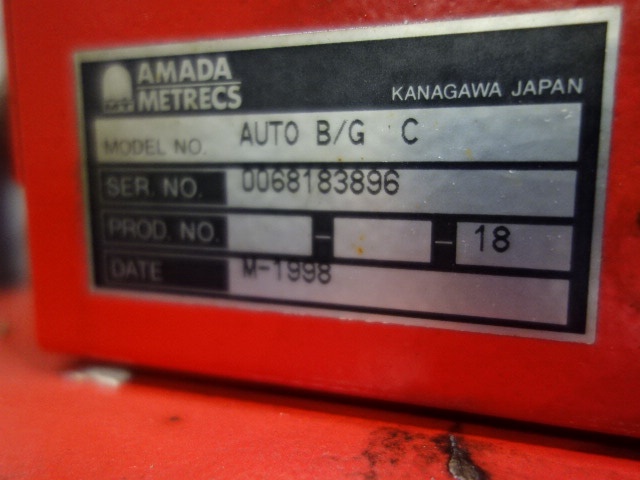 AMADA
METRECS
KANAGAWA JAPAN
MODEL NO. AUTO B/G C
SER. NO. 0068183896
PROD. NO. - - 18
DATE M-1998